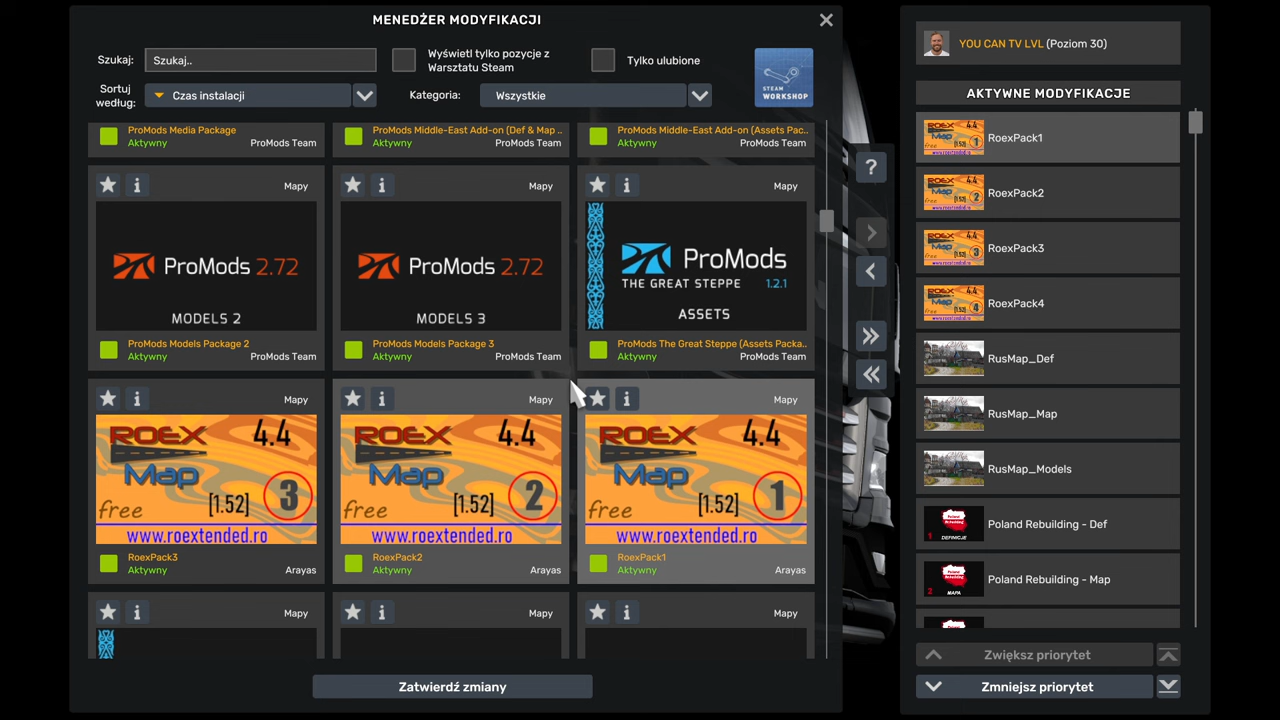 MENEDŻER MODYFIKACJI
Szukaj:
Szukaj..
Wyświetl tylko pozycje z
Warsztatu Steam
Tylko ulubione
STEAM
WORKSHOP
Sortuj
według:
Czas instalacji
Kategoria:
Wszystkie
ProMods Media Package
Aktywny
ProMods Team
ProMods Middle-East Add-on (Def & Map ..
Aktywny
ProMods Team
ProMods Middle-East Add-on (Assets Pac..
Aktywny
ProMods Team
Mapy
ProMods 2.72
MODELS 2
ProMods Models Package 2
Aktywny
ProMods Team
Mapy
ProMods 2.72
MODELS 3
ProMods Models Package 3
Aktywny
ProMods Team
Mapy
ProMods
THE GREAT STEPPE 1.2.1
ASSETS
ProMods The Great Steppe (Assets Packa..
Aktywny
ProMods Team
Mapy
ROEX 4.4
Map
[1.52] 3
free
www.roextended.ro
RoexPack3
Aktywny
Arayas
Mapy
ROEX 4.4
Map
[1.52] 2
free
www.roextended.ro
RoexPack2
Aktywny
Arayas
Mapy
ROEX 4.4
Map
[1.52] 1
free
www.roextended.ro
RoexPack1
Aktywny
Arayas
Mapy
Mapy
Mapy
Zatwierdź zmiany
?
YOU CAN TV LVL (Poziom 30)
AKTYWNE MODYFIKACJE
RoexPack1
RoexPack2
RoexPack3
RoexPack4
RusMap_Def
RusMap_Map
RusMap_Models
Poland Rebuilding - Def
Poland Rebuilding - Map
Zwiększ priorytet
Zmniejsz priorytet